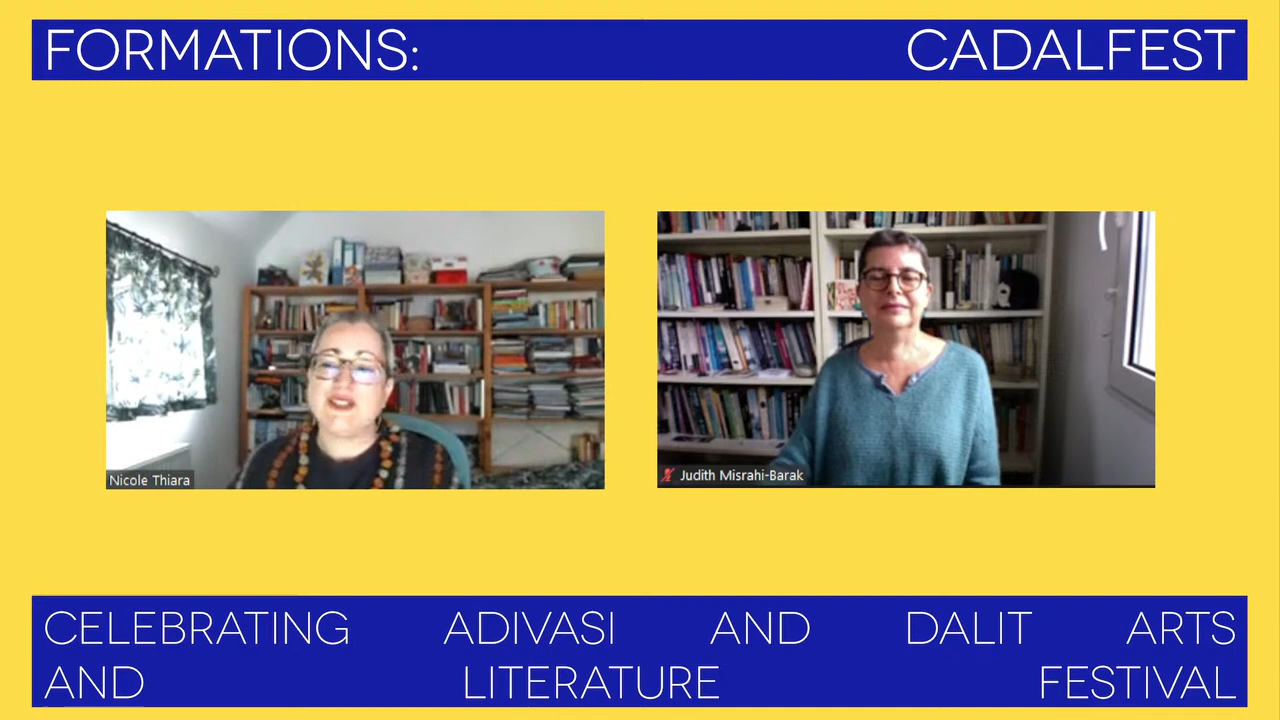 FORMATIONS: CADALFEST
Nicole Thiara
Judith Misrahi-Barak
CELEBRATING ADIVASI AND DALIT ARTS
AND LITERATURE FESTIVAL